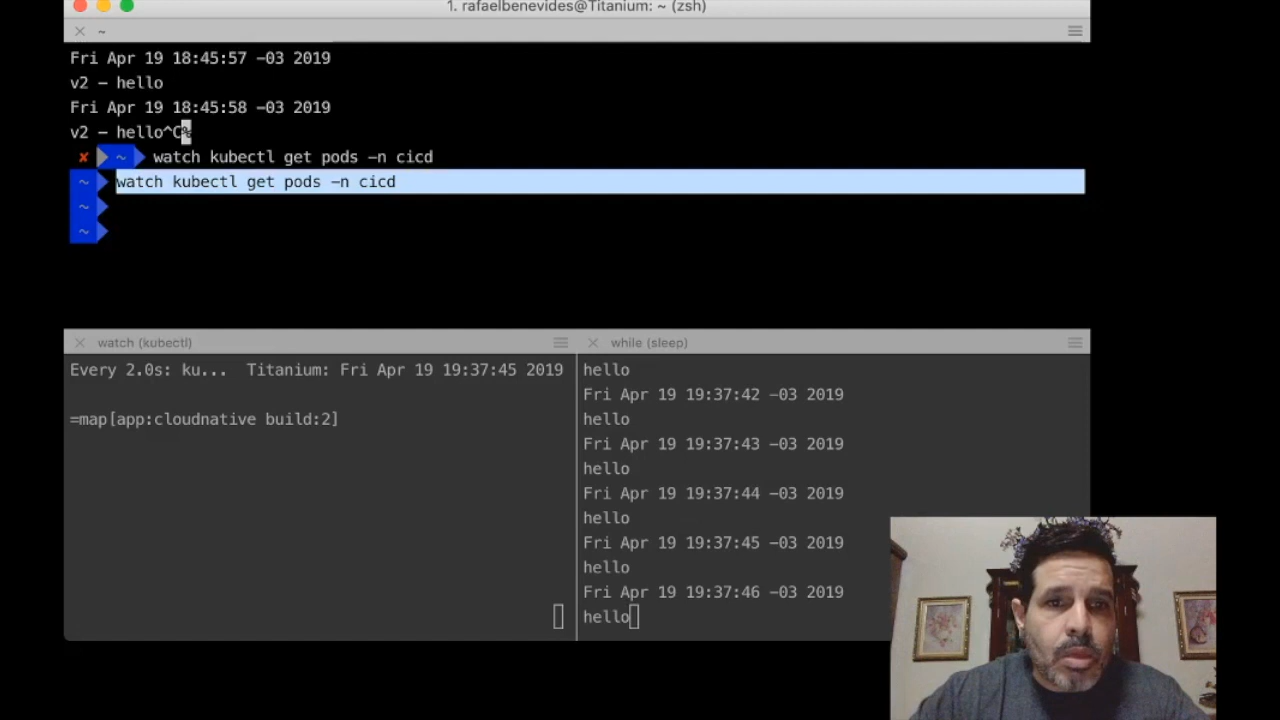 1. rafaelbenevides@Titanium: ~ (zsh)
~
Fri Apr 19 18:45:57 -03 2019
v2 - hello
Fri Apr 19 18:45:58 -03 2019
v2 - hello^C%
✘ ~ watch kubectl get pods -n cicd
~ watch kubectl get pods -n cicd
~
~
watch (kubectl)
Every 2.0s: ku... Titanium: Fri Apr 19 19:37:45 2019
=map[app:cloudnative build:2]
while (sleep)
hello
Fri Apr 19 19:37:42 -03 2019
hello
Fri Apr 19 19:37:43 -03 2019
hello
Fri Apr 19 19:37:44 -03 2019
hello
Fri Apr 19 19:37:45 -03 2019
hello
Fri Apr 19 19:37:46 -03 2019
hello